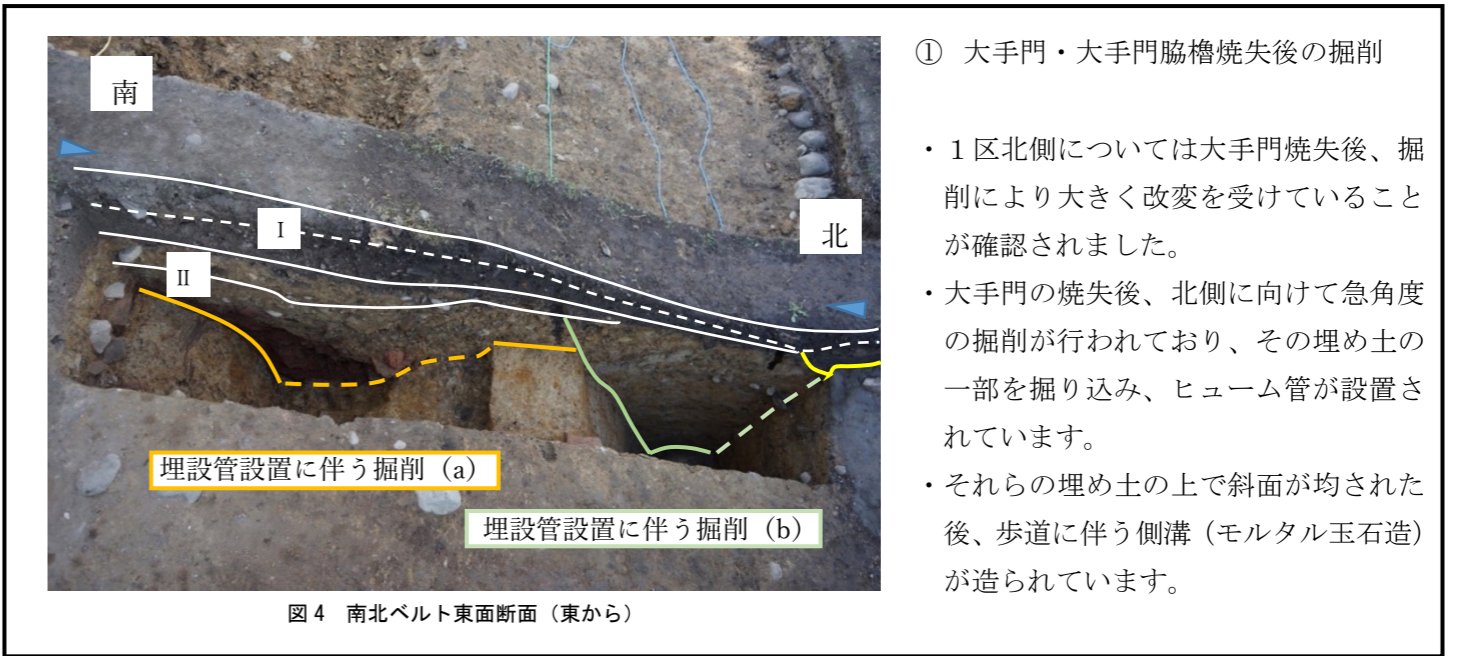 南
Ⅰ
Ⅱ
北
埋設管設置に伴う掘削（a）
埋設管設置に伴う掘削（b）
図４　南北ベルト東面断面（東から）
①　大手門・大手門脇櫓焼失後の掘削
・１区北側については大手門焼失後、掘
削により大きく改変を受けていること
が確認されました。
・大手門の焼失後、北側に向けて急角度
の掘削が行われており、その埋め土の
一部を掘り込み、ヒューム管が設置さ
れています。
・それらの埋め土の上で斜面が均された
後、歩道に伴う側溝（モルタル玉石造）
が造られています。